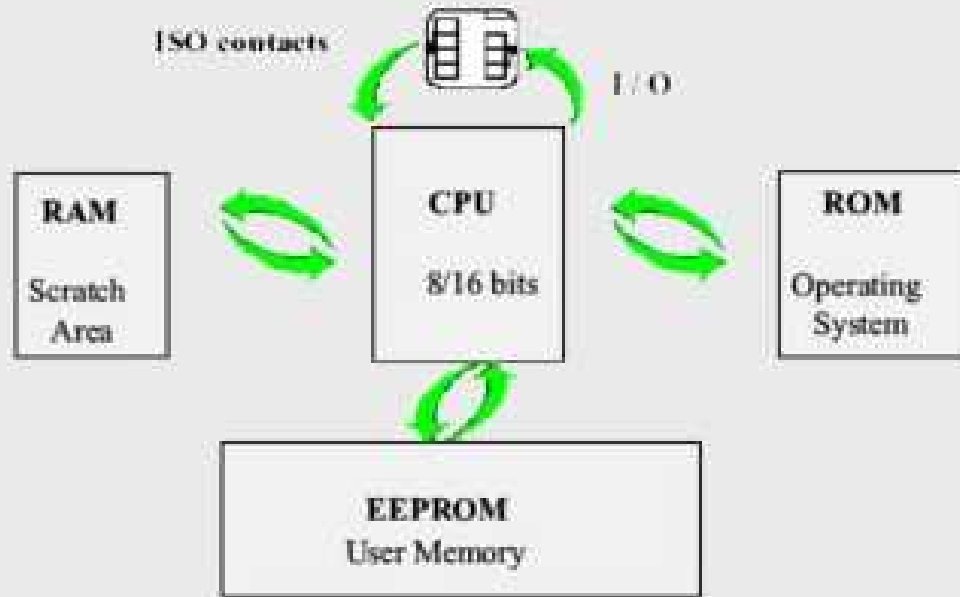 ISO contacts
I / O
RAM
Scratch
Area
CPU
8/16 bits
ROM
Operating
System
EEPROM
User Memory